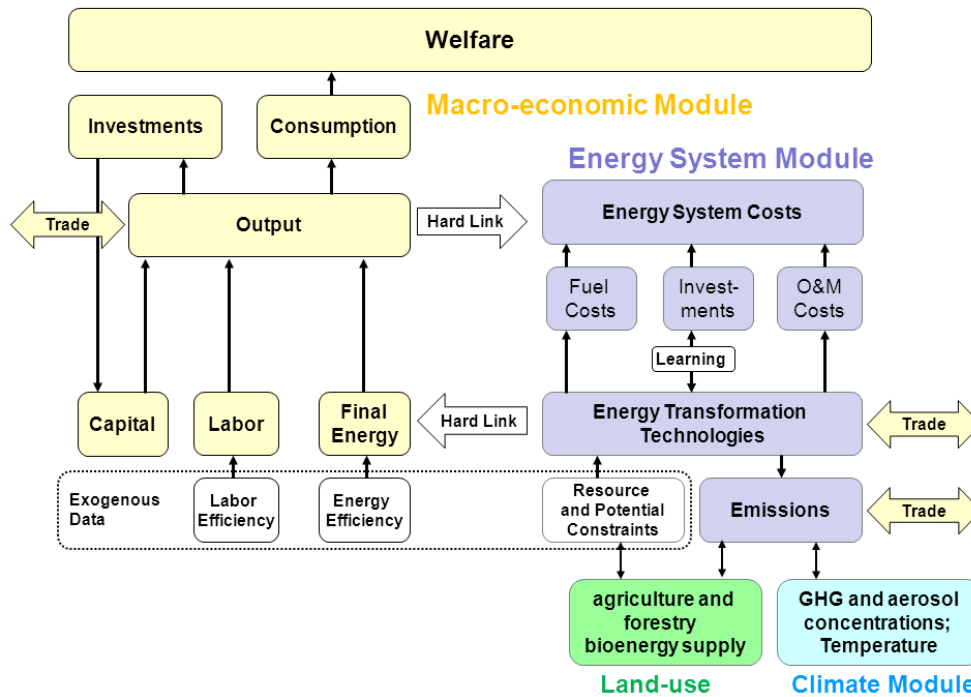 Welfare
Macro-economic Module
Investments
Consumption
Energy System Module
Trade
Output
Hard Link
Energy System Costs
Fuel
Costs
Invest-
ments
O&M
Costs
Learning
Capital
Labor
Final
Energy
Hard Link
Energy Transformation
Technologies
Trade
Exogenous
Data
Labor
Efficiency
Energy
Efficiency
Resource
and Potential
Constraints
Emissions
Trade
agriculture and
forestry
bioenergy supply
GHG and aerosol
concentrations;
Temperature
Land-use
Climate Module